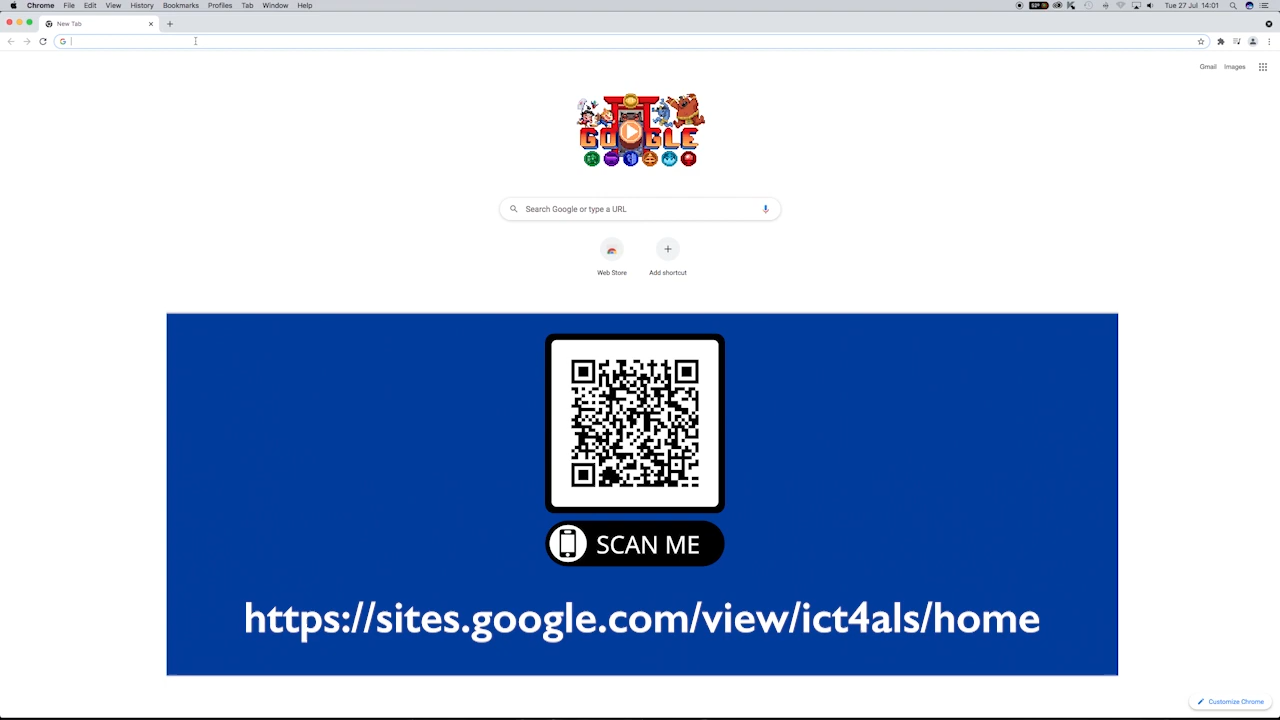 Chrome File Edit View History Bookmarks Profiles Tab Window Help
Tue 27 Jul 14:01
New Tab
Gmail Images
GOOGLE
Search Google or type a URL
Web Store Add shortcut
SCAN ME
https://sites.google.com/view/ict4als/home
Customize Chrome